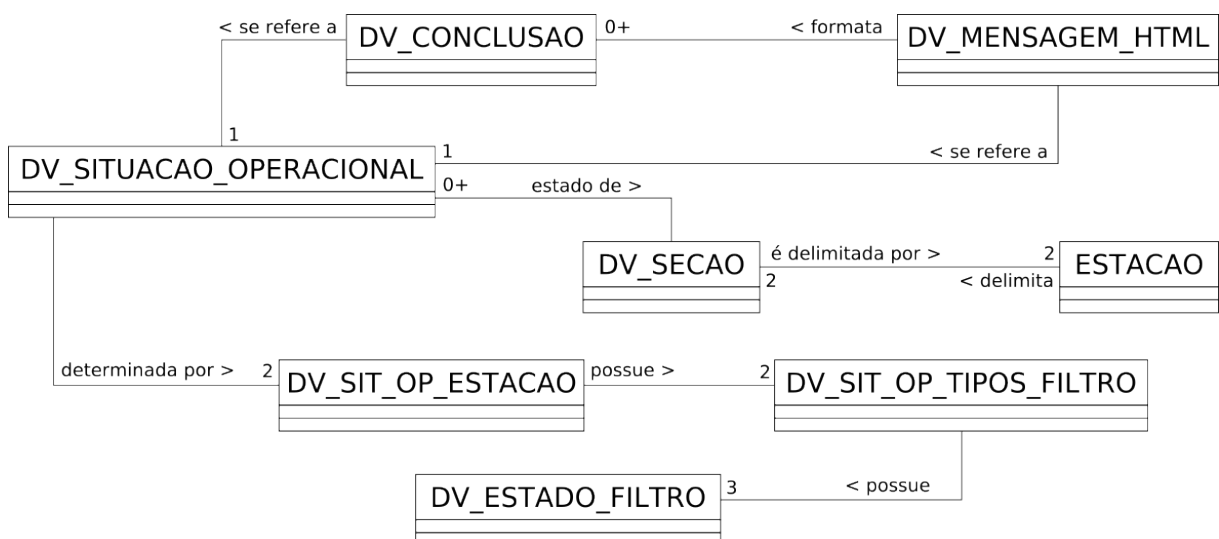 < se refere a
DV_CONCLUSAO
0+
< formata
DV_MENSAGEM_HTML
1
DV_SITUACAO_OPERACIONAL
1
< se refere a
0+
estado de >
DV_SECAO
é delimitada por >
2
ESTACAO
2
< delimita
determinada por >
2
DV_SIT_OP_ESTACAO
possue >
2
DV_SIT_OP_TIPOS_FILTRO
DV_ESTADO_FILTRO
3
< possue